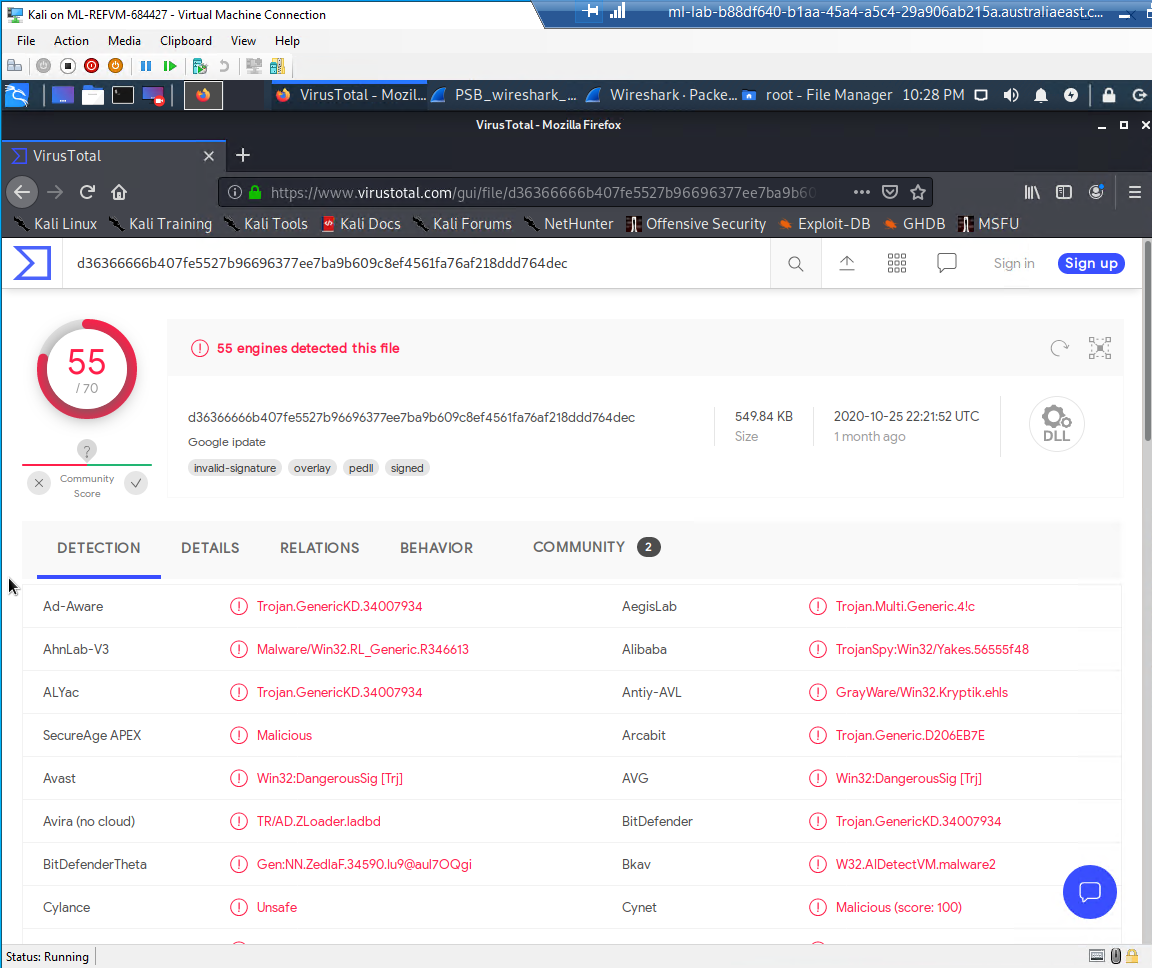 Kali on ML-REFVM-684427 - Virtual Machine Connection
ml-lab-b88df640-b1aa-45a4-a5c4-29a906ab215a.australiaeast.c...
File Action Media Clipboard View Help
VirusTotal - Mozil... PSB_wireshark_... Wireshark · Packe... root - File Manager 10:28 PM
VirusTotal - Mozilla Firefox
VirusTotal
https://www.virustotal.com/gui/file/d36366666b407fe5527b96696377ee7ba9b60
Kali Linux Kali Training Kali Tools Kali Docs Kali Forums NetHunter Offensive Security Exploit-DB GHDB MSFU
d36366666b407fe5527b96696377ee7ba9b609c8ef4561fa76af218ddd764dec
Sign in Sign up
55
/ 70
55 engines detected this file
d36366666b407fe5527b96696377ee7ba9b609c8ef4561fa76af218ddd764dec
Google ipdate
invalid-signature overlay pedll signed
549.84 KB
Size
2020-10-25 22:21:52 UTC
1 month ago
DLL
?
Community
Score
DETECTION DETAILS RELATIONS BEHAVIOR COMMUNITY 2
Ad-Aware Trojan.GenericKD.34007934 AegisLab Trojan.Multi.Generic.4!c
AhnLab-V3 Malware/Win32.RL_Generic.R346613 Alibaba TrojanSpy:Win32/Yakes.56555f48
ALYac Trojan.GenericKD.34007934 Antiy-AVL GrayWare/Win32.Kryptik.ehls
SecureAge APEX Malicious Arcabit Trojan.Generic.D206EB7E
Avast Win32:DangerousSig [Trj] AVG Win32:DangerousSig [Trj]
Avira (no cloud) TR/AD.ZLoader.ladbd BitDefender Trojan.GenericKD.34007934
BitDefenderTheta Gen:NN.ZedlaF.34590.lu9@aul7OQgi Bkav W32.AIDetectVM.malware2
Cylance Unsafe Cynet Malicious (score: 100)
Status: Running